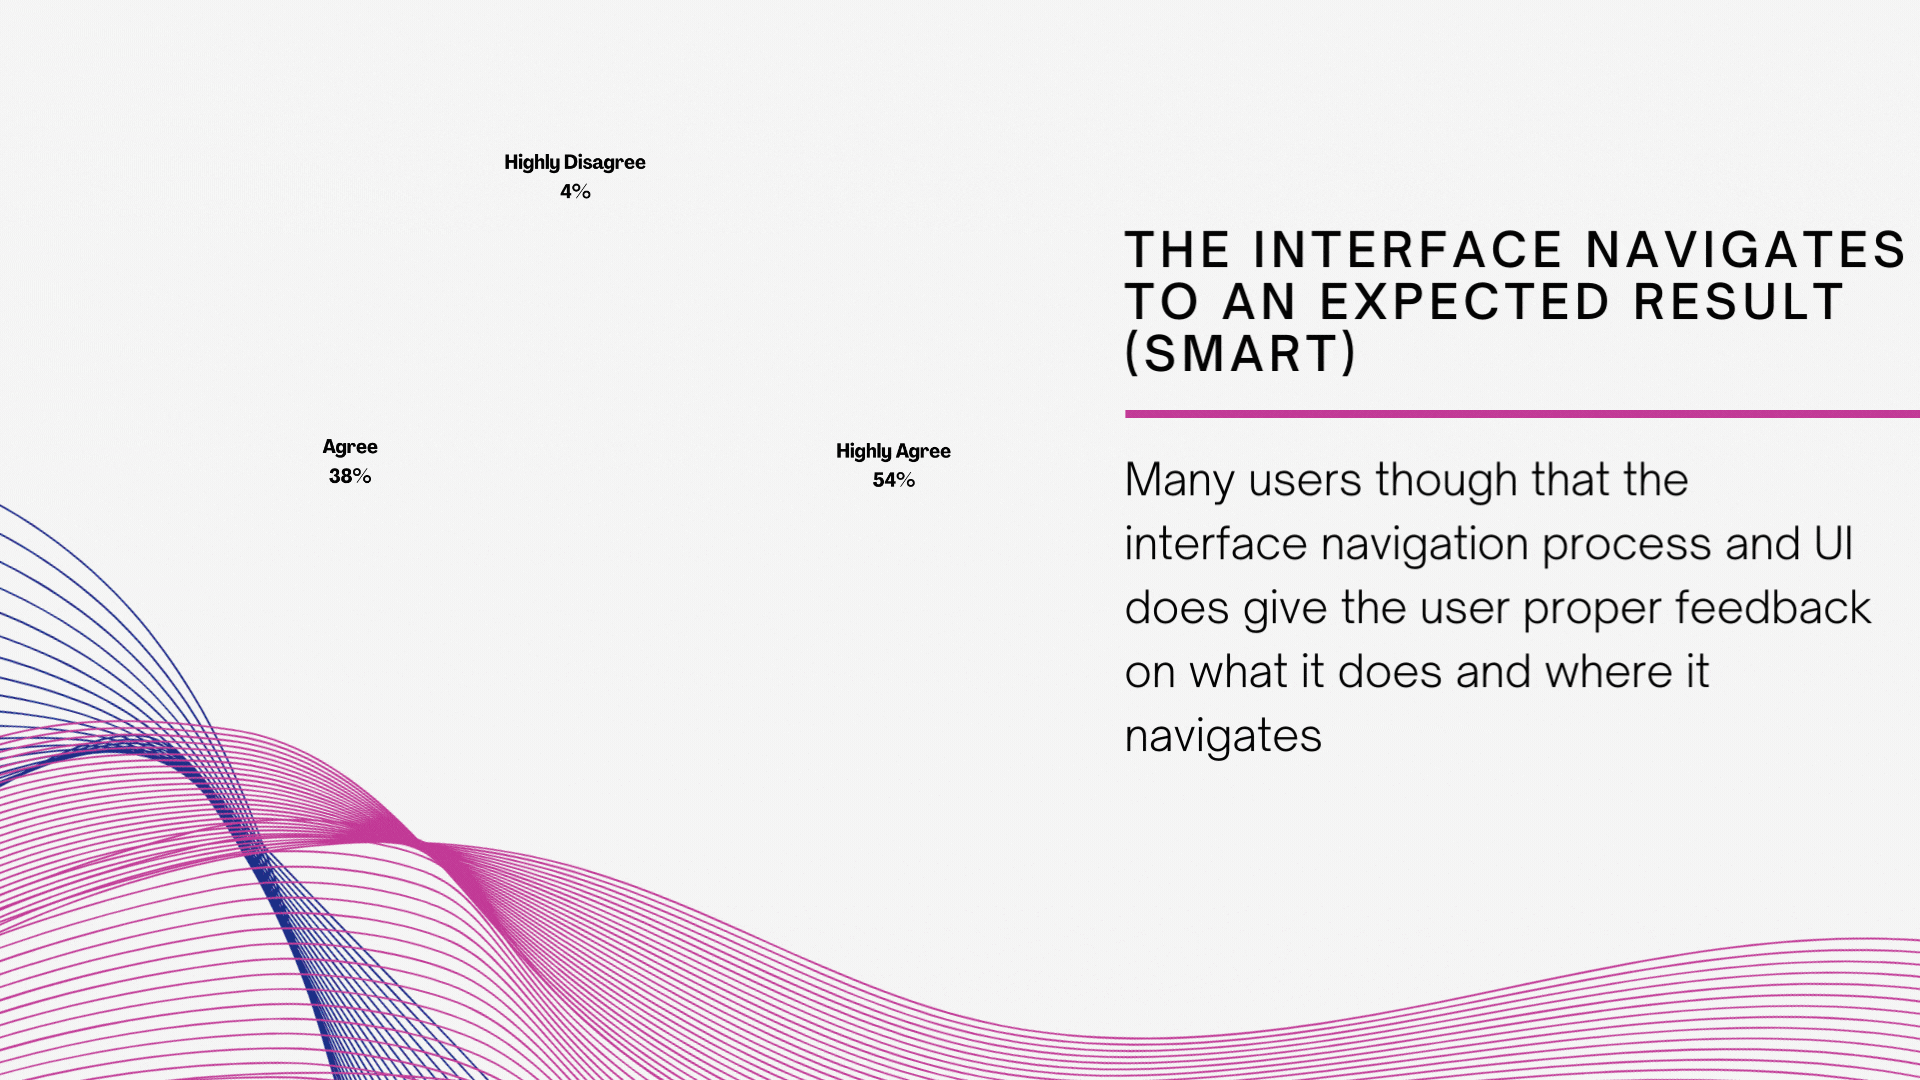 Highly Disagree
4%
Agree
38%
Highly Agree
54%
THE INTERFACE NAVIGATES
TO AN EXPECTED RESULT
(SMART)
Many users though that the
interface navigation process and UI
does give the user proper feedback
on what it does and where it
navigates